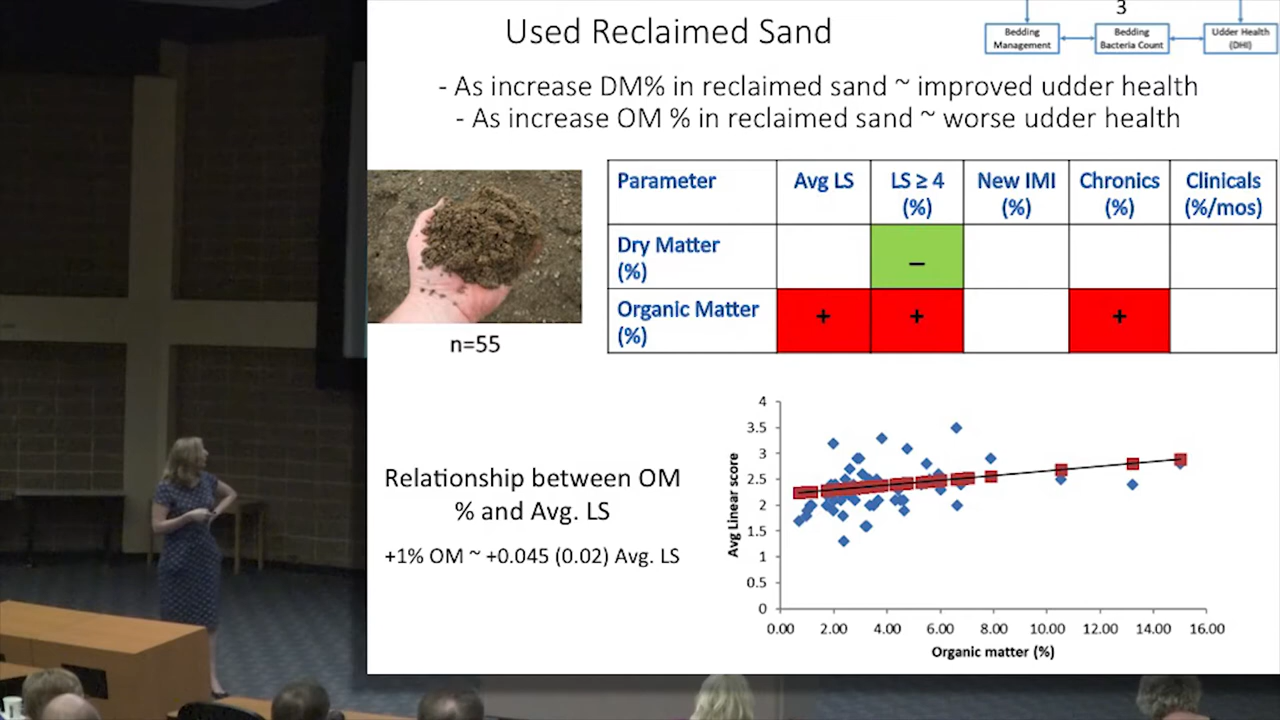 Used Reclaimed Sand
3
Bedding
Management
Bedding
Bacteria Count
Udder Health
(DHI)
- As increase DM% in reclaimed sand ~ improved udder health
- As increase OM % in reclaimed sand ~ worse udder health
Parameter Avg LS LS ≥ 4 (%) New IMI (%) Chronics (%) Clinicals (%/mos)
Dry Matter (%) –
Organic Matter (%) + + +
n=55
Relationship between OM
% and Avg. LS
+1% OM ~ +0.045 (0.02) Avg. LS
Avg Linear score
4
3.5
3
2.5
2
1.5
1
0.5
0
0.00 2.00 4.00 6.00 8.00 10.00 12.00 14.00 16.00
Organic matter (%)